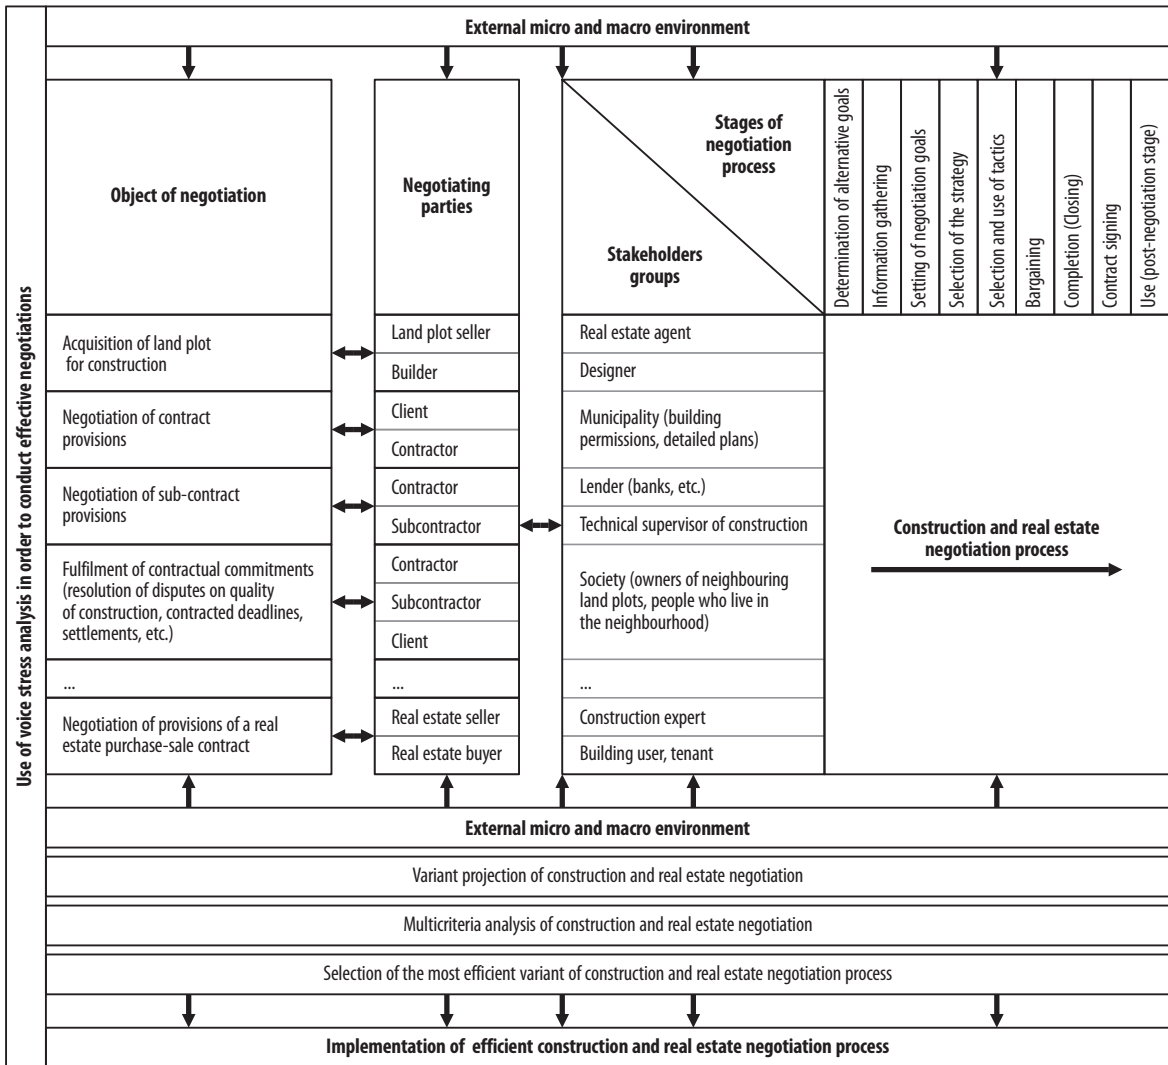 Use of voice stress analysis in order to conduct effective negotiations
External micro and macro environment
Object of negotiation
Negotiating
parties
Stages of
negotiation
process
Stakeholders
groups
Determination of alternative goals
Information gathering
Setting of negotiation goals
Selection of the strategy
Selection and use of tactics
Bargaining
Completion (Closing)
Contract signing
Use (post-negotiation stage)
Acquisition of land plot
for construction
Land plot seller
Builder
Real estate agent
Designer
Negotiation of contract
provisions
Client
Contractor
Municipality (building
permissions, detailed plans)
Negotiation of sub-contract
provisions
Contractor
Subcontractor
Lender (banks, etc.)
Technical supervisor of construction
Construction and real estate
negotiation process
Fulfilment of contractual commitments
(resolution of disputes on quality
of construction, contracted deadlines,
settlements, etc.)
Contractor
Subcontractor
Client
Society (owners of neighbouring
land plots, people who live in
the neighbourhood)
...
...
...
Negotiation of provisions of a real
estate purchase-sale contract
Real estate seller
Real estate buyer
Construction expert
Building user, tenant
External micro and macro environment
Variant projection of construction and real estate negotiation
Multicriteria analysis of construction and real estate negotiation
Selection of the most efficient variant of construction and real estate negotiation process
Implementation of efficient construction and real estate negotiation process